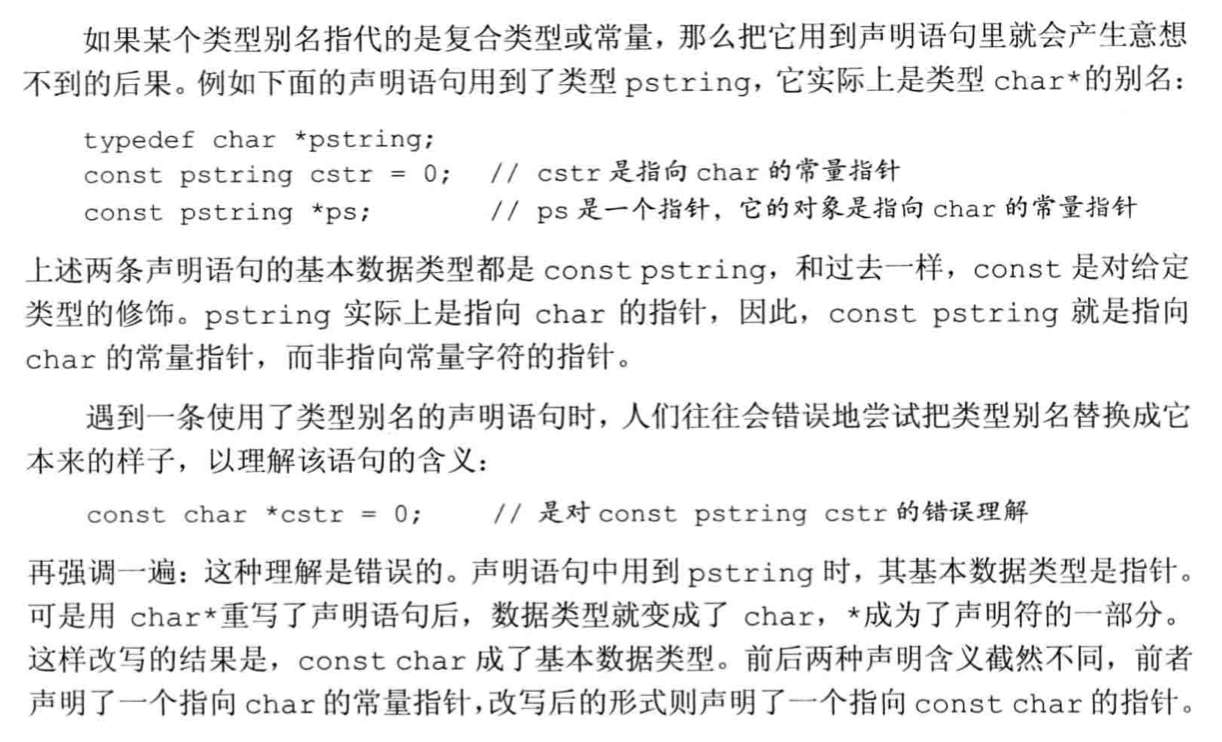 如果某个类型别名指代的是复合类型或常量，那么把它用到声明语句里就会产生意想
不到的后果。例如下面的声明语句用到了类型 pstring，它实际上是类型 char*的别名：
typedef char *pstring;
const pstring cstr = 0; // cstr 是指向 char 的常量指针
const pstring *ps; // ps 是一个指针，它的对象是指向 char 的常量指针
上述两条声明语句的基本数据类型都是 const pstring，和过去一样，const 是对给定
类型的修饰。pstring 实际上是指向 char 的指针，因此，const pstring 就是指向
char 的常量指针，而非指向常量字符的指针。
遇到一条使用了类型别名的声明语句时，人们往往会错误地尝试把类型别名替换成它
本来的样子，以理解该语句的含义：
const char *cstr = 0; // 是对 const pstring cstr 的错误理解
再强调一遍：这种理解是错误的。声明语句中用到 pstring 时，其基本数据类型是指针。
可是用 char*重写了声明语句后，数据类型就变成了 char，*成为了声明符的一部分。
这样改写的结果是，const char 成了基本数据类型。前后两种声明含义截然不同，前者
声明了一个指向 char 的常量指针，改写后的形式则声明了一个指向 const char 的指针。